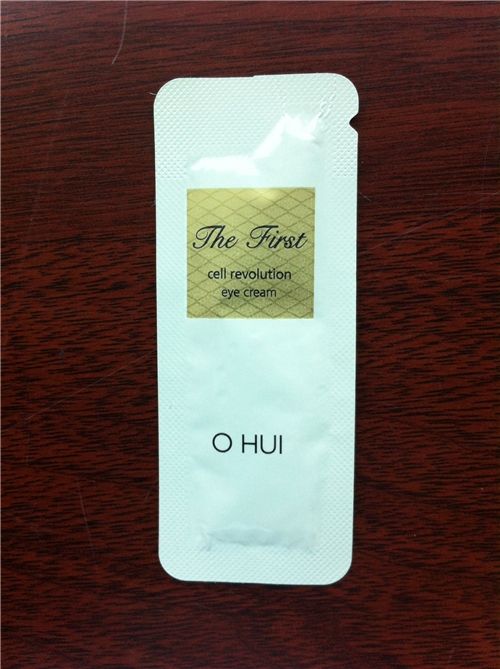 The First
cell revolution
eye cream
O HUI